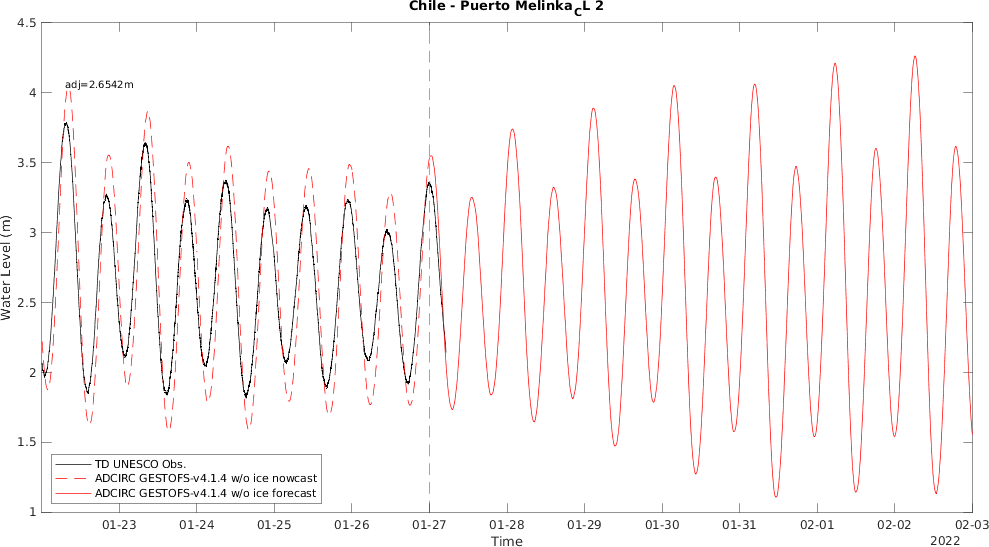 Chile - Puerto MelinkaCL 2
adj=2.6542m
4.5
4
3.5
3
2.5
2
1.5
1
Water Level (m)
TD UNESCO Obs.
ADCIRC GESTOFS-v4.1.4 w/o ice nowcast
ADCIRC GESTOFS-v4.1.4 w/o ice forecast
01-23 01-24 01-25 01-26 01-27 01-28 01-29 01-30 01-31 02-01 02-02 02-03
Time
2022